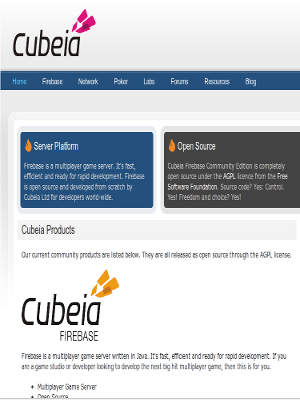 Cubeia
Home Firebase Network Poker Labs Forums Resources Blog
Server Platform
Firebase is a multiplayer game server. It's fast,
efficient and ready for rapid development. Firebase
is open source and developed from scratch by
Cubeia Ltd for developers world-wide.
Open Source
Cubeia Firebase Community Edition is completely
open source under the AGPL licence from the Free
Software Foundation. Source code? Yes: Control.
Yes! Freedom and choice? Yes!
Cubeia Products
Our current community products are listed below. They are all released as open source through the AGPL license.
Cubeia
FIREBASE
Firebase is a multiplayer game server written in Java. It's fast, efficient and ready for rapid development. If you
are a game studio or developer looking to develop the next big hit multiplayer game, then this is for you.
Multiplayer Game Server
Open Source